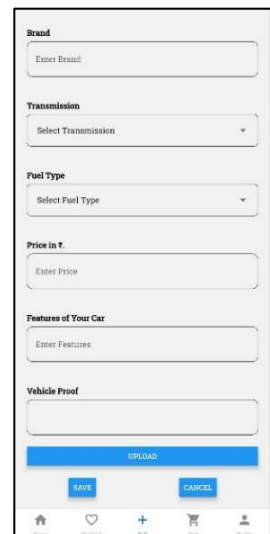 Brand
Enter Brand
Transmission
Select Transmission
Fuel Type
Select Fuel Type
Price in ₹.
Enter Price
Features of Your Car
Enter Features
Vehicle Proof
UPLOAD
SAVE
CANCEL